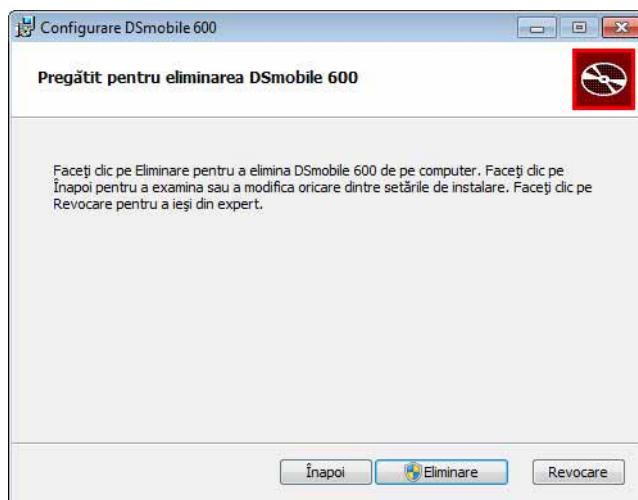 Configurare DSmobile 600
Pregătit pentru eliminarea DSmobile 600
Faceţi clic pe Eliminare pentru a elimina DSmobile 600 de pe computer. Faceţi clic pe
Înapoi pentru a examina sau a modifica oricare dintre setările de instalare. Faceţi clic pe
Revocare pentru a ieşi din expert.
Înapoi
Eliminare
Revocare